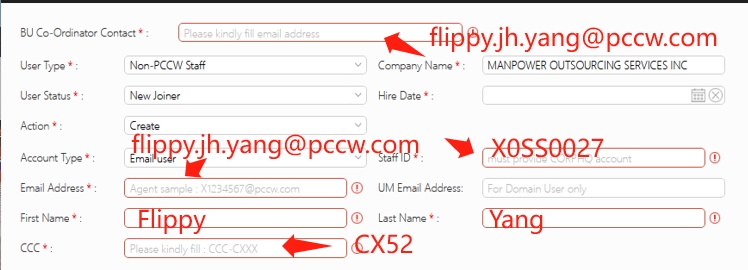 BU Co-Ordinator Contact * : Please kindly fill email address
flippy.jh.yang@pccw.com
User Type * : Non-PCCW Staff Company Name * : MANPOWER OUTSOURCING SERVICES INC
User Status * : New Joiner Hire Date * :
Action * : Create
flippy.jh.yang@pccw.com X0SS0027
Account Type * : Email user Staff ID * : must provide CORPHQ account
Email Address * : Agent sample : X1234567@pccw.com UM Email Address: For Domain User only
First Name * : Flippy Last Name * : Yang
CCC * : Please kindly fill : CCC-CXXX CX52